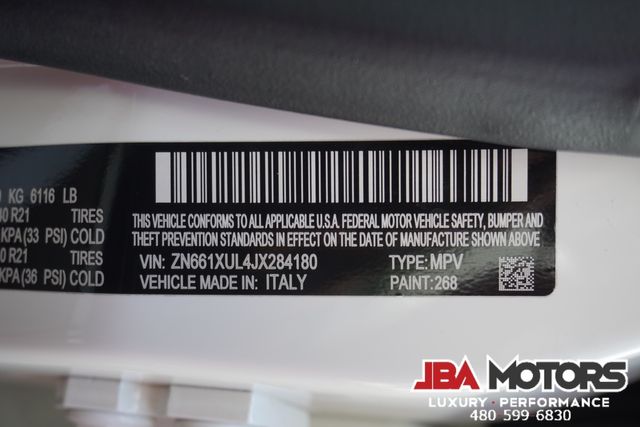 KG 6116 LB
R21 TIRES
KPA(33 PSI) COLD
R21 TIRES
KPA(36 PSI) COLD
THIS VEHICLE CONFORMS TO ALL APPLICABLE U.S.A. FEDERAL MOTOR VEHICLE SAFETY, BUMPER AND
THEFT PREVENTION STANDARDS IN EFFECT ON THE DATE OF MANUFACTURE SHOWN ABOVE.
VIN: ZN661XUL4JX284180 TYPE: MPV
VEHICLE MADE IN: ITALY PAINT: 268
JBA MOTORS
LUXURY • PERFORMANCE
480 599 6830